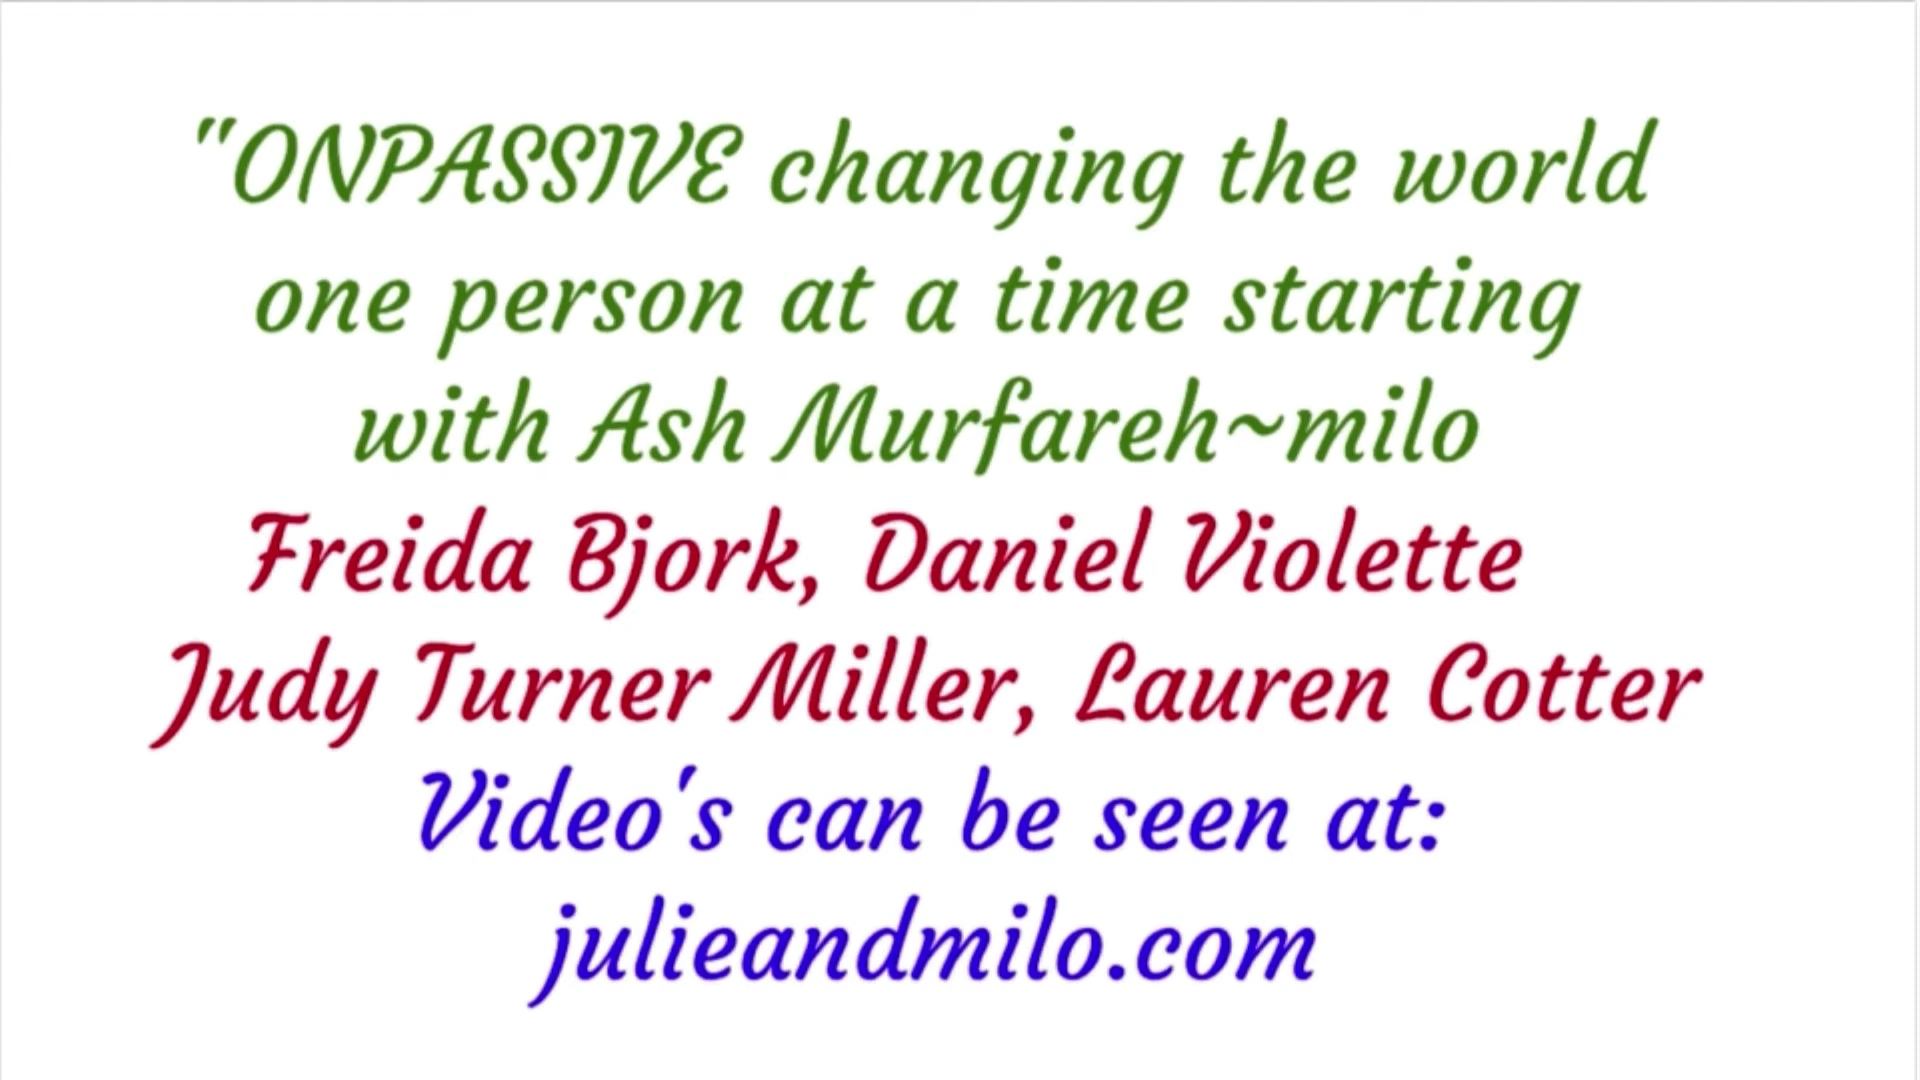 "ONPASSIVE changing the world
one person at a time starting
with Ash Murfareh~milo
Freida Bjork, Daniel Violette
Judy Turner Miller, Lauren Cotter
Video's can be seen at:
julieandmilo.com